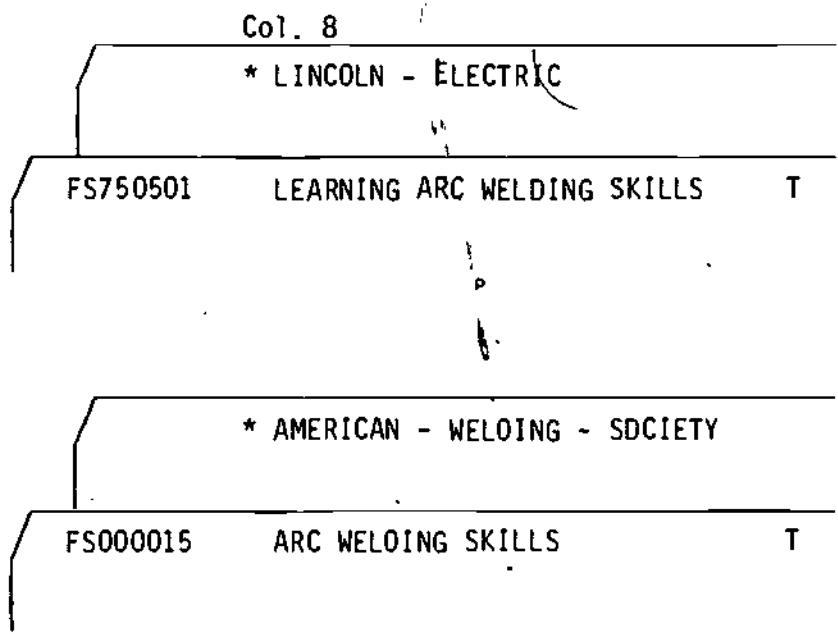 Col. 8
* LINCOLN - ELECTRIC
FS750501 LEARNING ARC WELDING SKILLS T
* AMERICAN - WELOING - SDCIETY
FS000015 ARC WELOING SKILLS T